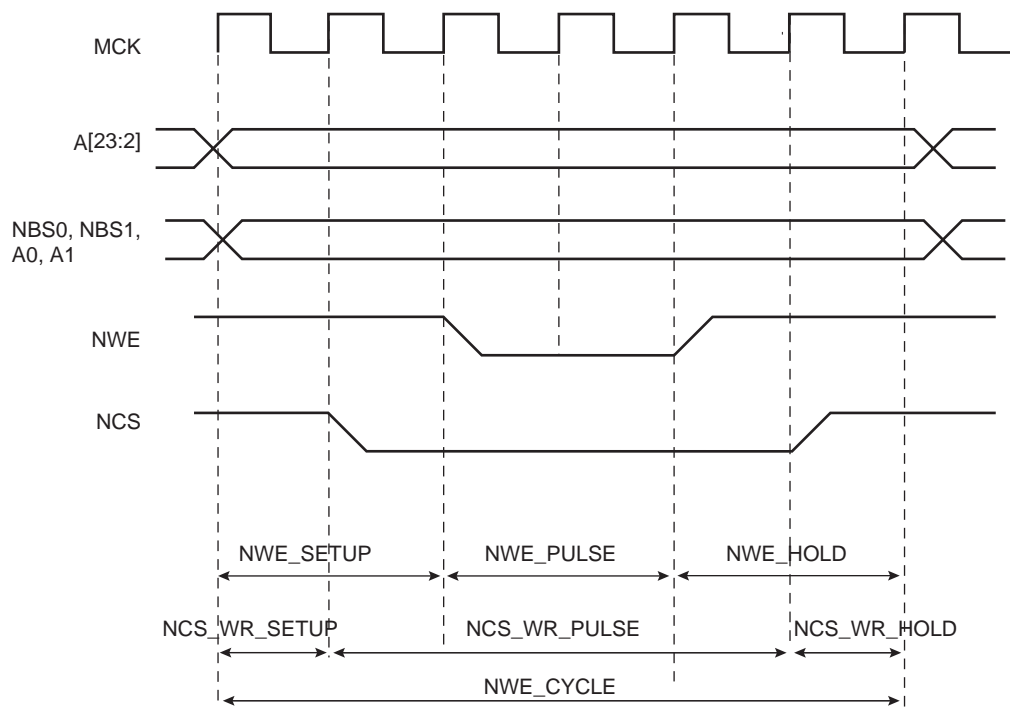 MCK
A[23:2]
NBS0, NBS1,
A0, A1
NWE
NCS
NWE_SETUP NWE_PULSE NWE_HOLD
NCS_WR_SETUP NCS_WR_PULSE NCS_WR_HOLD
NWE_CYCLE